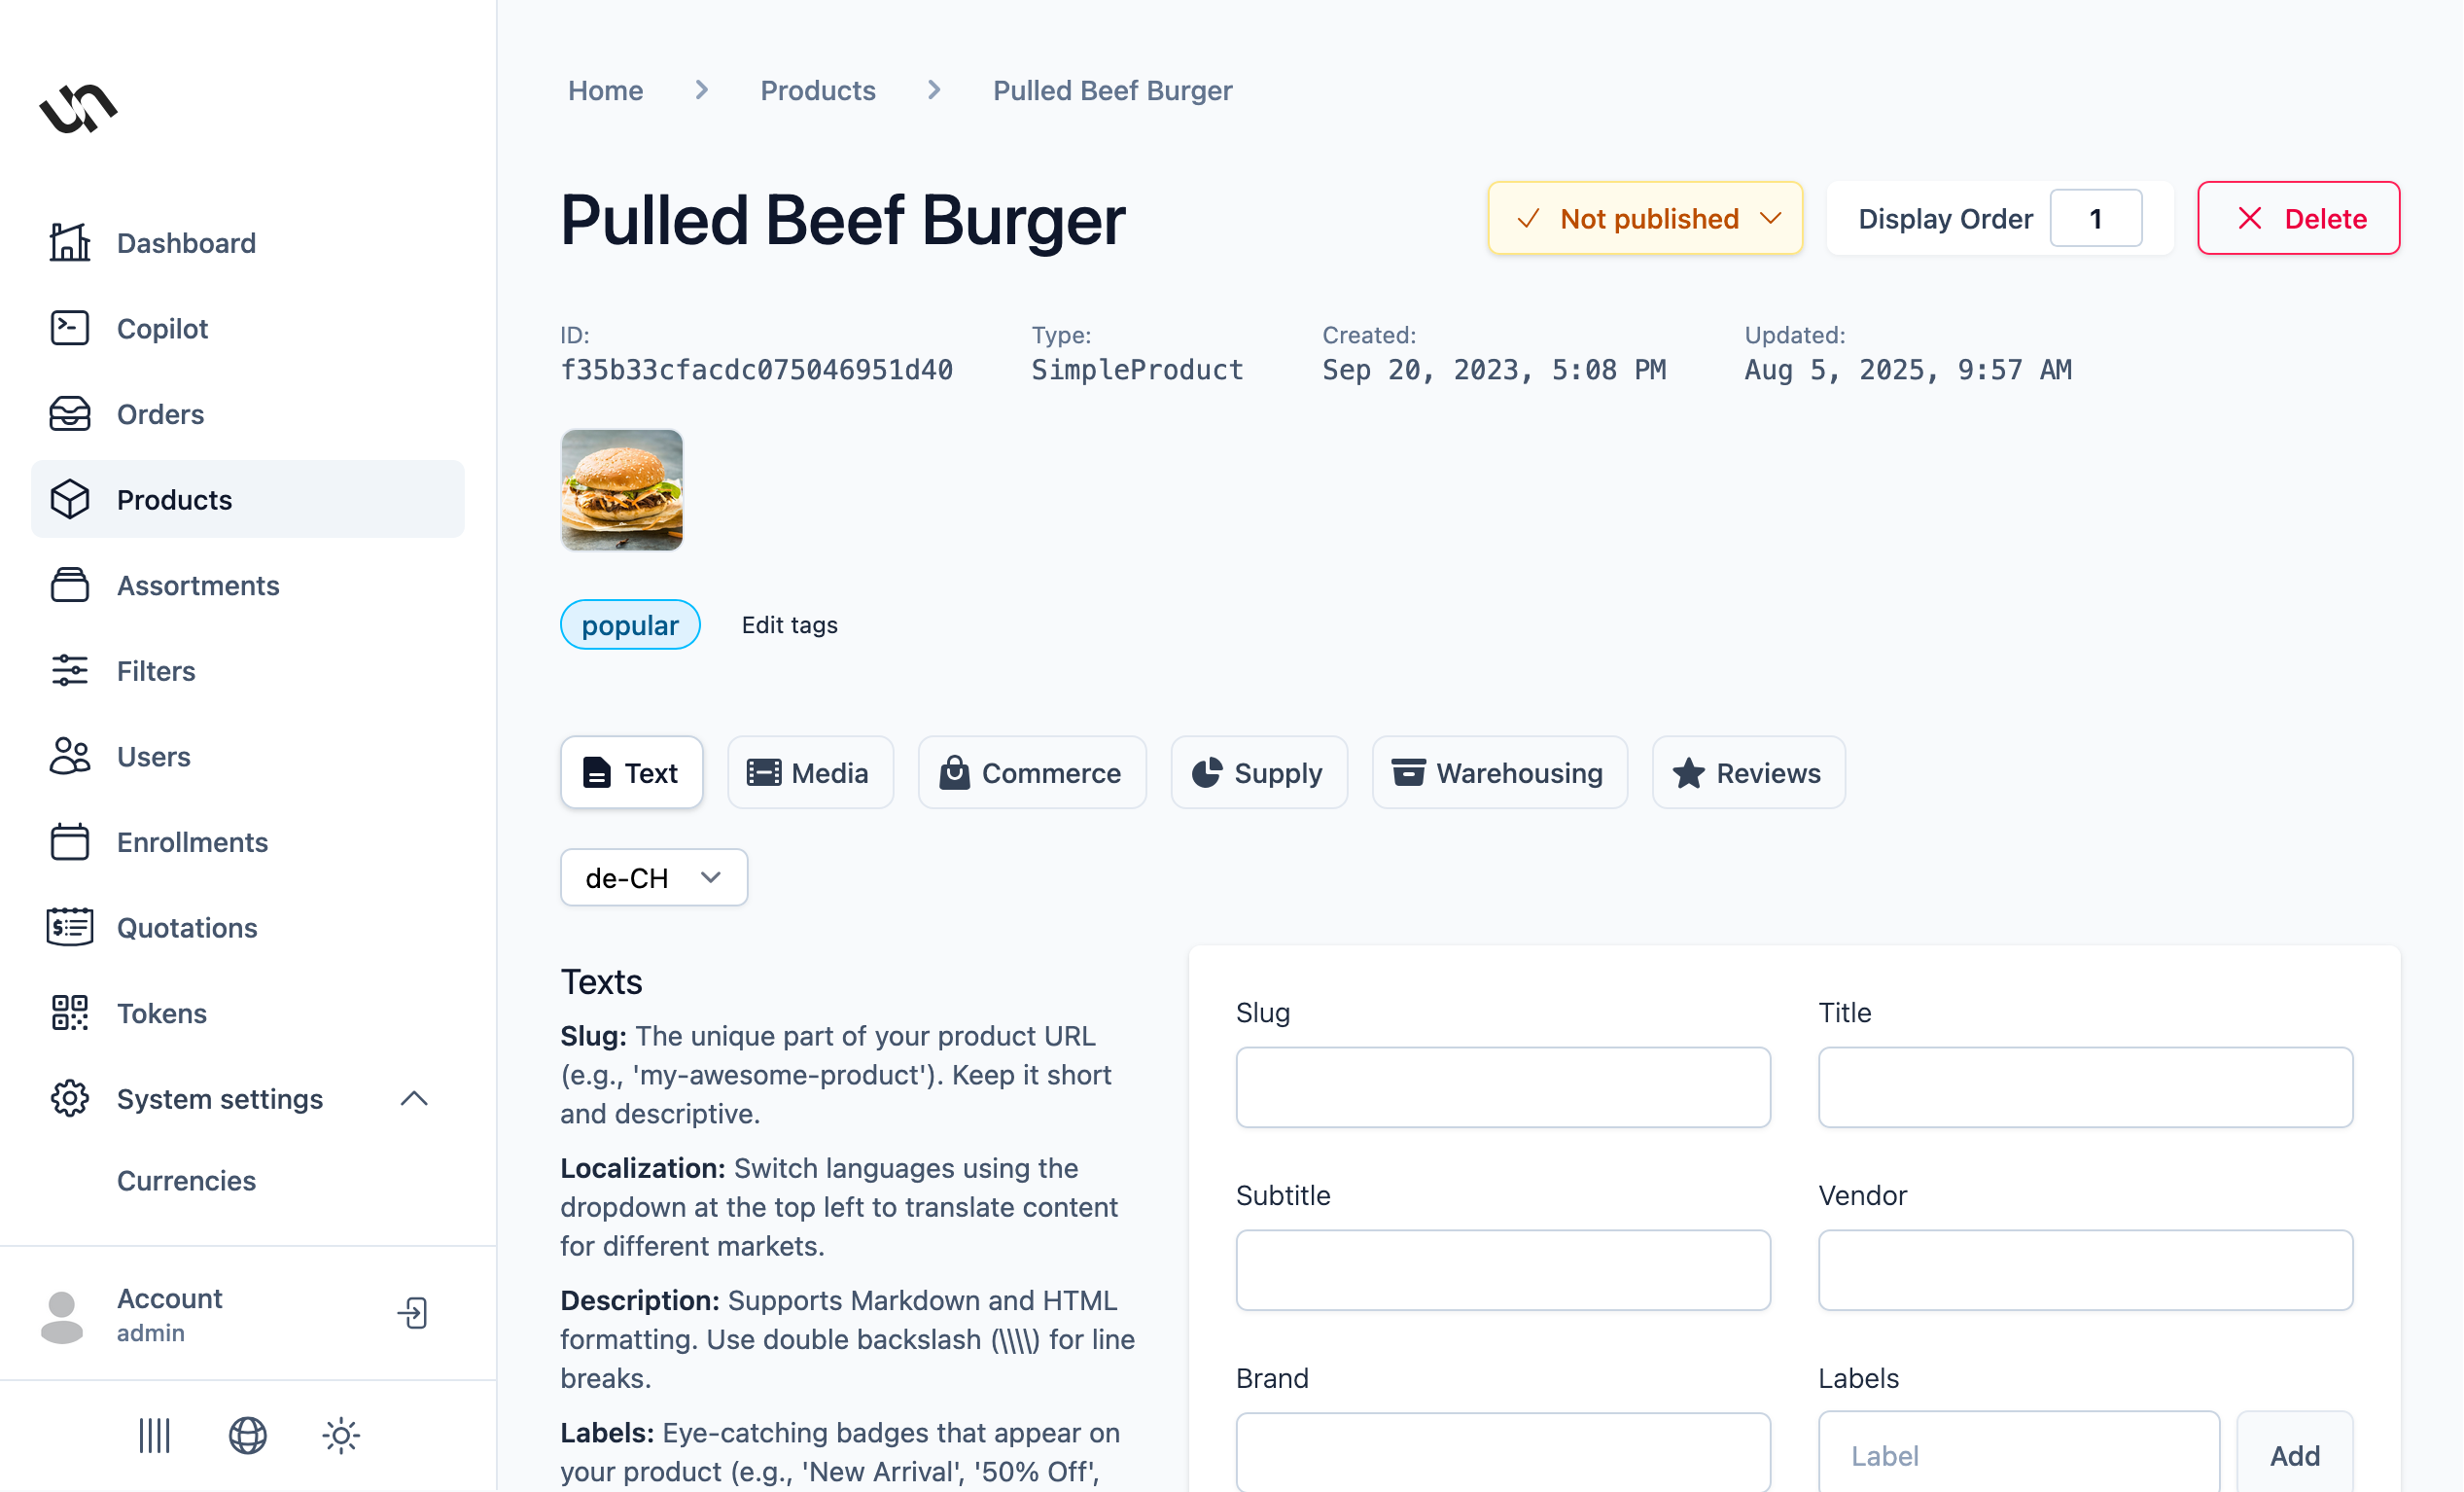 Home
Products
Pulled Beef Burger
Dashboard
Copilot
Orders
Products
Assortments
Filters
Users
Enrollments
Quotations
Tokens
System settings
Currencies
Account
admin
Pulled Beef Burger
Not published
Display Order 1
Delete
ID:
f35b33cfacdc075046951d40
Type:
SimpleProduct
Created:
Sep 20, 2023, 5:08 PM
Updated:
Aug 5, 2025, 9:57 AM
popular
Edit tags
Text
Media
Commerce
Supply
Warehousing
Reviews
de-CH
Texts
Slug: The unique part of your product URL
(e.g., 'my-awesome-product'). Keep it short
and descriptive.
Localization: Switch languages using the
dropdown at the top left to translate content
for different markets.
Description: Supports Markdown and HTML
formatting. Use double backslash (\\\\) for line
breaks.
Labels: Eye-catching badges that appear on
your product (e.g., 'New Arrival', '50% Off',
Slug
Title
Subtitle
Vendor
Brand
Labels
Label
Add